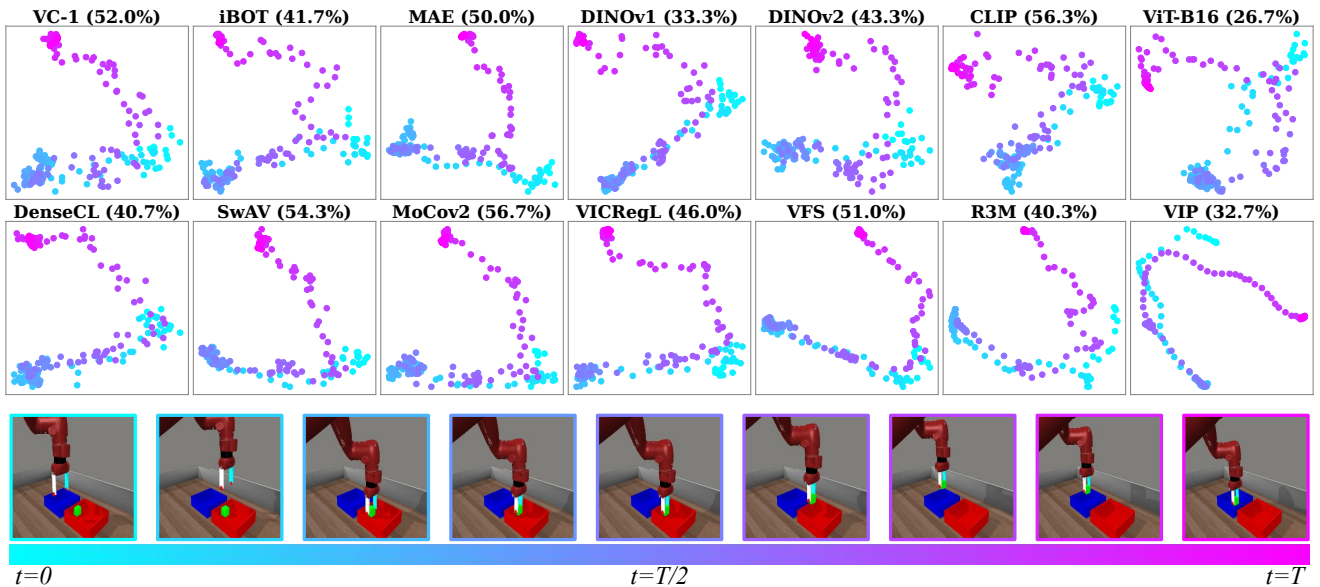 VC-1 (52.0%) iBOT (41.7%) MAE (50.0%) DINOv1 (33.3%) DINOv2 (43.3%) CLIP (56.3%) ViT-B16 (26.7%)
DenseCL (40.7%) SwAV (54.3%) MoCov2 (56.7%) VICRegL (46.0%) VFS (51.0%) R3M (40.3%) VIP (32.7%)
t=0 t=T/2 t=T